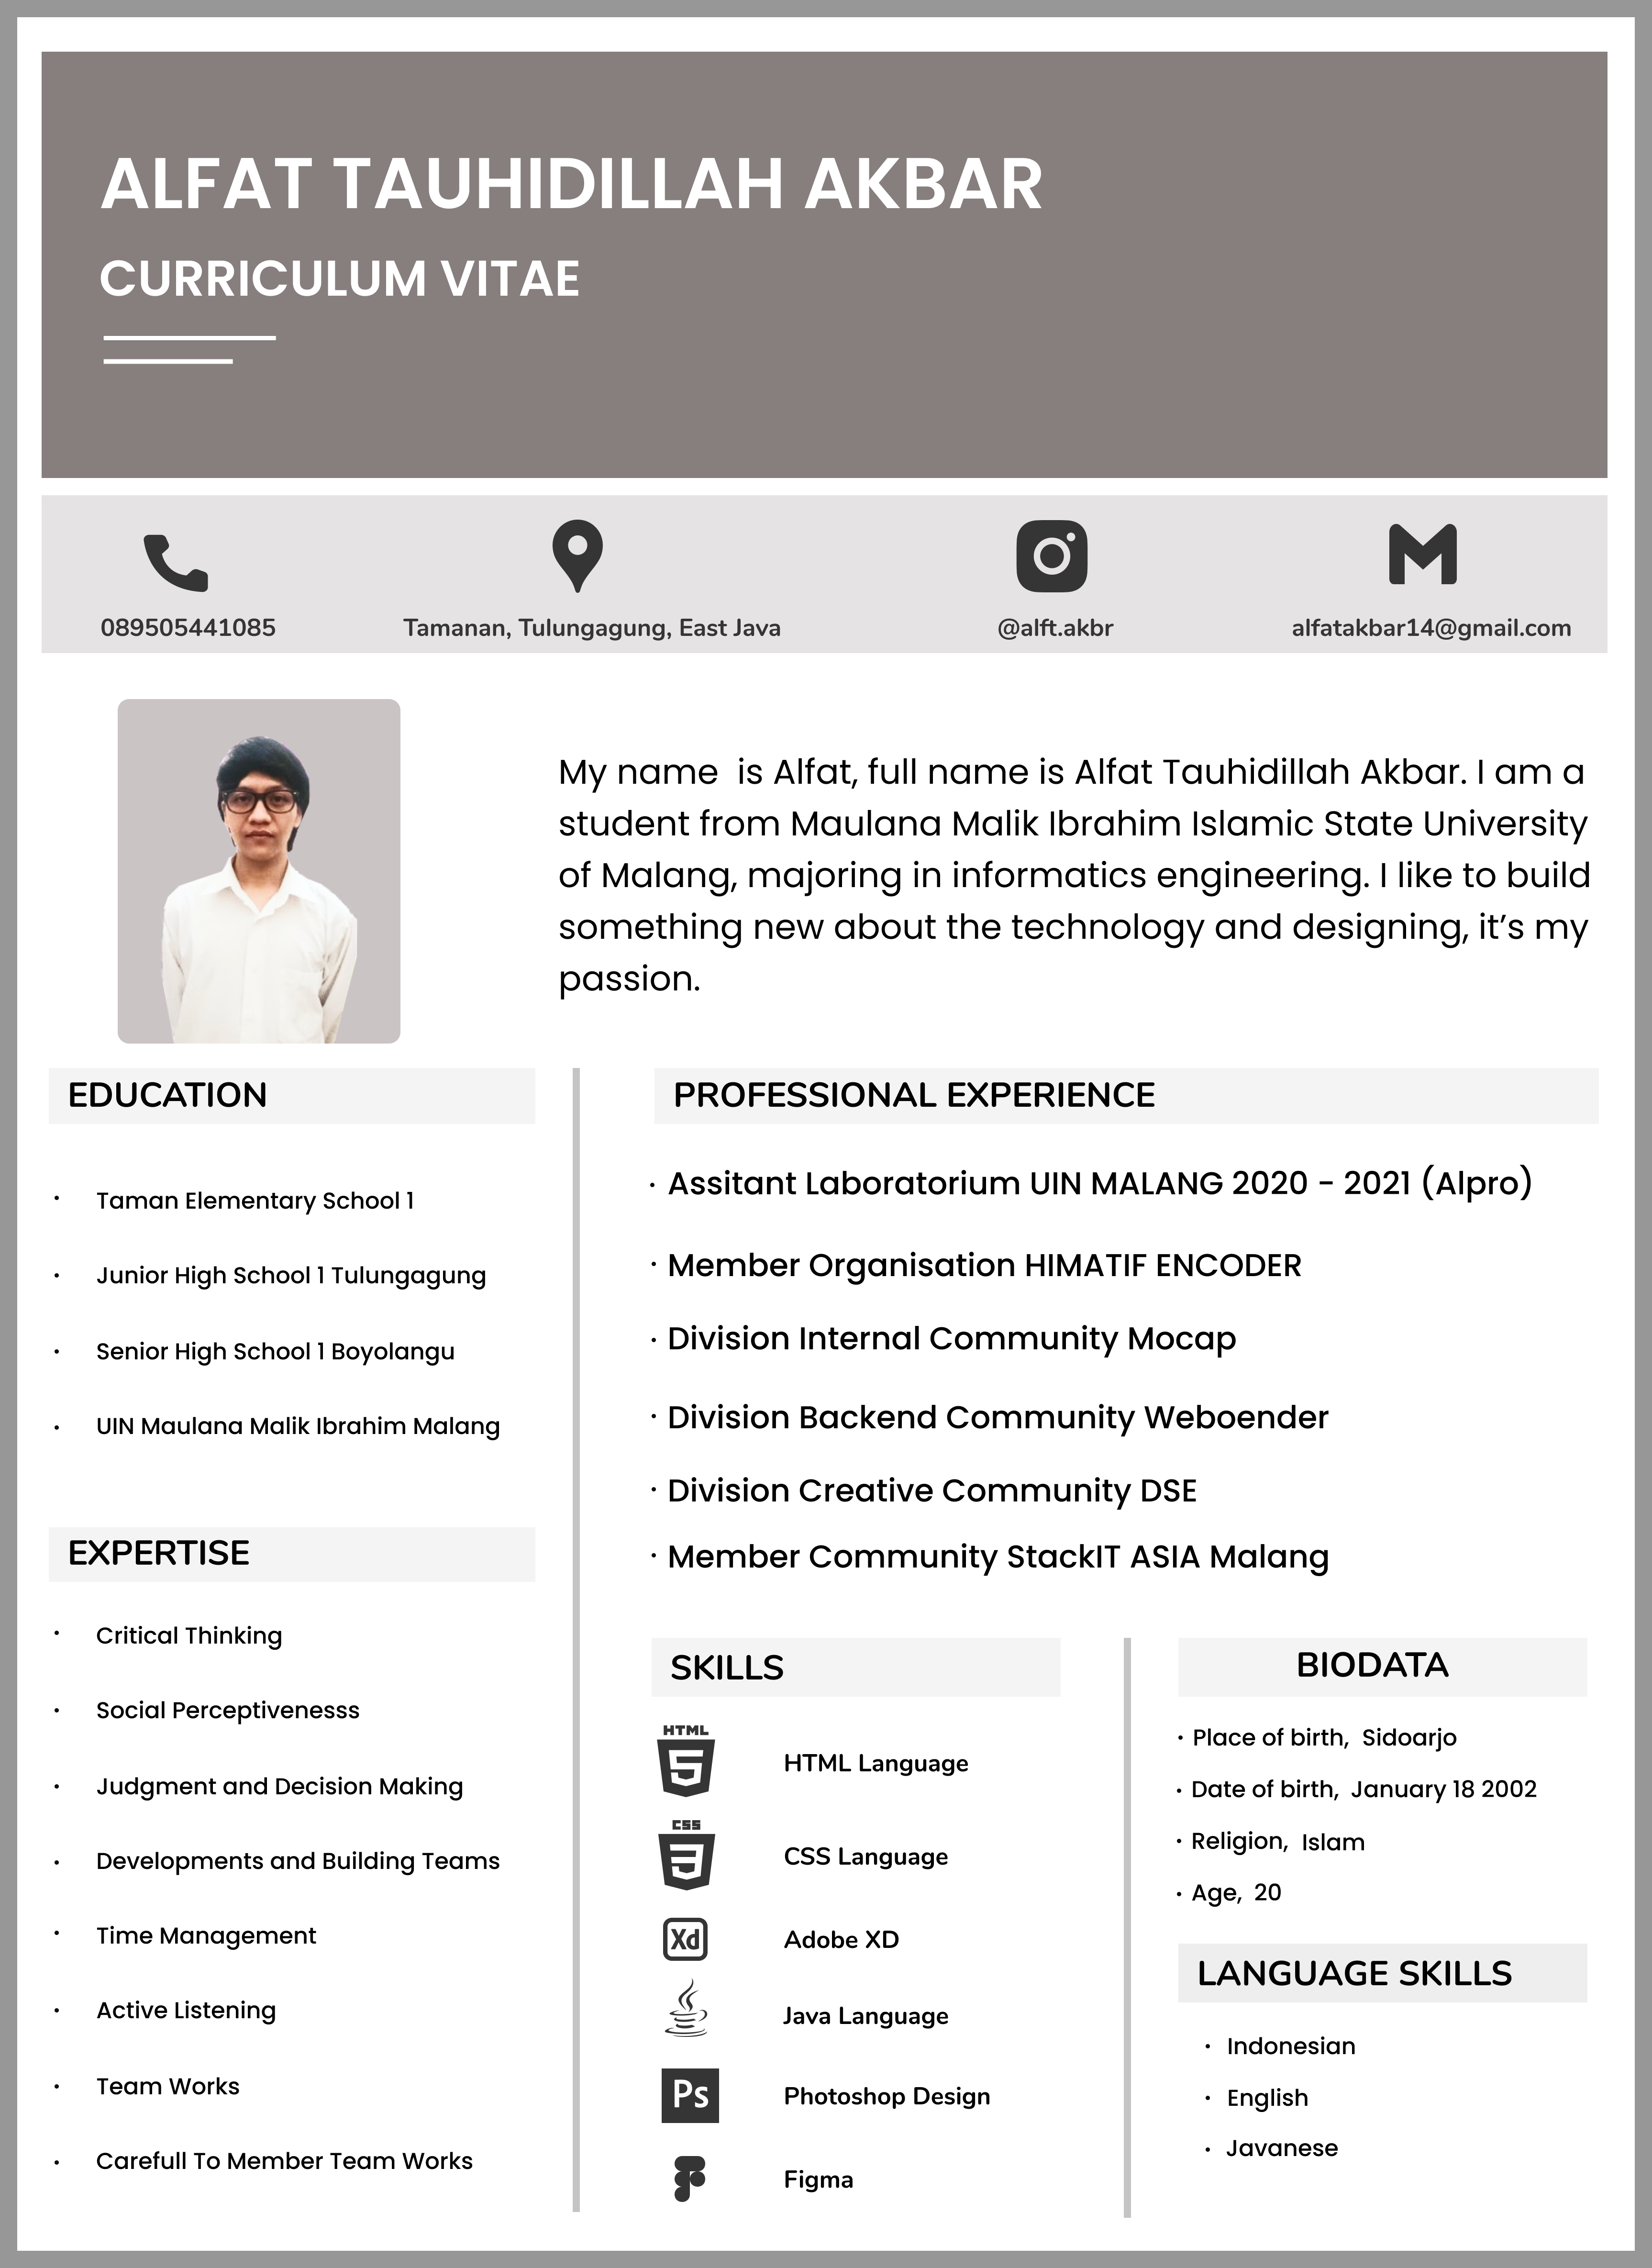 ALFAT TAUHIDILLAH AKBAR
CURRICULUM VITAE
089505441085
Tamanan, Tulungagung, East Java
@alft.akbr
alfatakbar14@gmail.com
My name  is Alfat, full name is Alfat Tauhidillah Akbar. I am a
student from Maulana Malik Ibrahim Islamic State University
of Malang, majoring in informatics engineering. I like to build
something new about the technology and designing, it’s my
passion.
EDUCATION
· Taman Elementary School 1
· Junior High School 1 Tulungagung
· Senior High School 1 Boyolangu
· UIN Maulana Malik Ibrahim Malang
EXPERTISE
· Critical Thinking
· Social Perceptivenesss
· Judgment and Decision Making
· Developments and Building Teams
· Time Management
· Active Listening
· Team Works
· Carefull To Member Team Works
PROFESSIONAL EXPERIENCE
· Assitant Laboratorium UIN MALANG 2020 - 2021 (Alpro)
· Member Organisation HIMATIF ENCODER
· Division Internal Community Mocap
· Division Backend Community Weboender
· Division Creative Community DSE
· Member Community StackIT ASIA Malang
SKILLS
HTML
5
HTML Language
CSS
3
CSS Language
Xd
Adobe XD
Java Language
Ps
Photoshop Design
Figma
BIODATA
· Place of birth,  Sidoarjo
· Date of birth,  January 18 2002
· Religion,  Islam
· Age,  20
LANGUAGE SKILLS
· Indonesian
· English
· Javanese